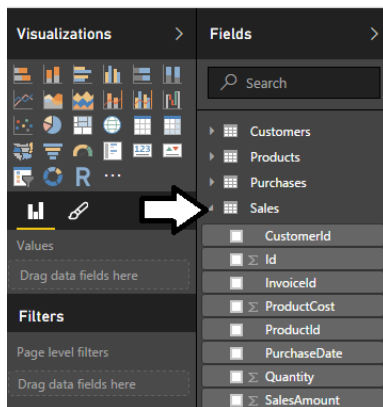 Visualizations
Values
Drag data fields here
Filters
Page level filters
Drag data fields here
Fields
Search
Customers
Products
Purchases
Sales
CustomerId
Σ Id
InvoiceId
Σ ProductCost
ProductId
PurchaseDate
Σ Quantity
Σ SalesAmount
R
123